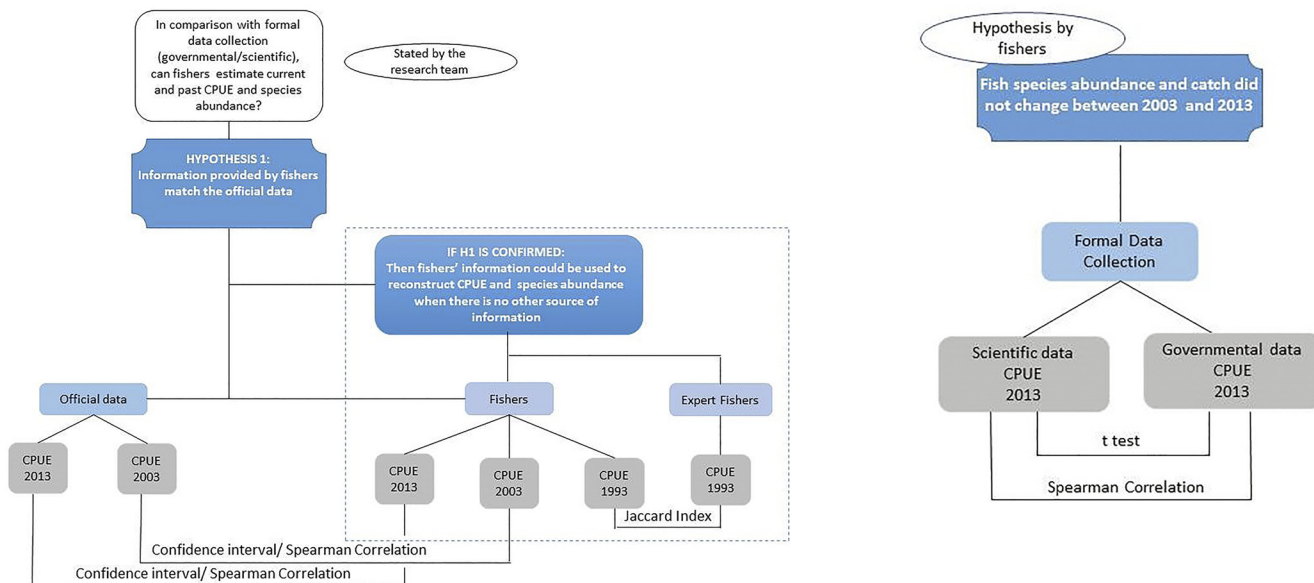 In comparison with formal
data collection
(governmental/scientific),
can fishers estimate current
and past CPUE and species
abundance?
Stated by the
research team
HYPOTHESIS 1:
Information provided by fishers
match the official data
IF H1 IS CONFIRMED:
Then fishers' information could be used to
reconstruct CPUE and species abundance
when there is no other source of
information
Official data
Fishers
Expert Fishers
CPUE
2013
CPUE
2003
CPUE
2013
CPUE
2003
CPUE
1993
CPUE
1993
Jaccard Index
Confidence interval/ Spearman Correlation
Confidence interval/ Spearman Correlation
Hypothesis by
fishers
Fish species abundance and catch did
not change between 2003 and 2013
Formal Data
Collection
Scientific data
CPUE
2013
Governmental data
CPUE
2013
t test
Spearman Correlation